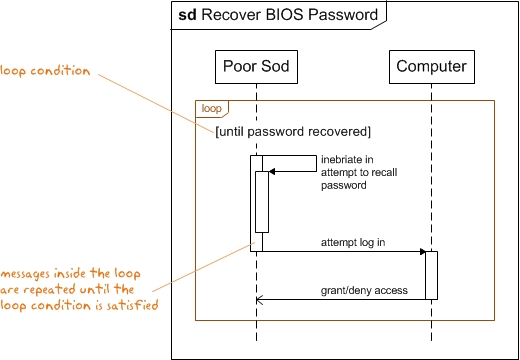 sd Recover BIOS Password
Poor Sod
Computer
loop condition
loop
[until password recovered]
inebriate in
attempt to recall
password
attempt log in
messages inside the loop
are repeated until the
loop condition is satisfied
grant/deny access